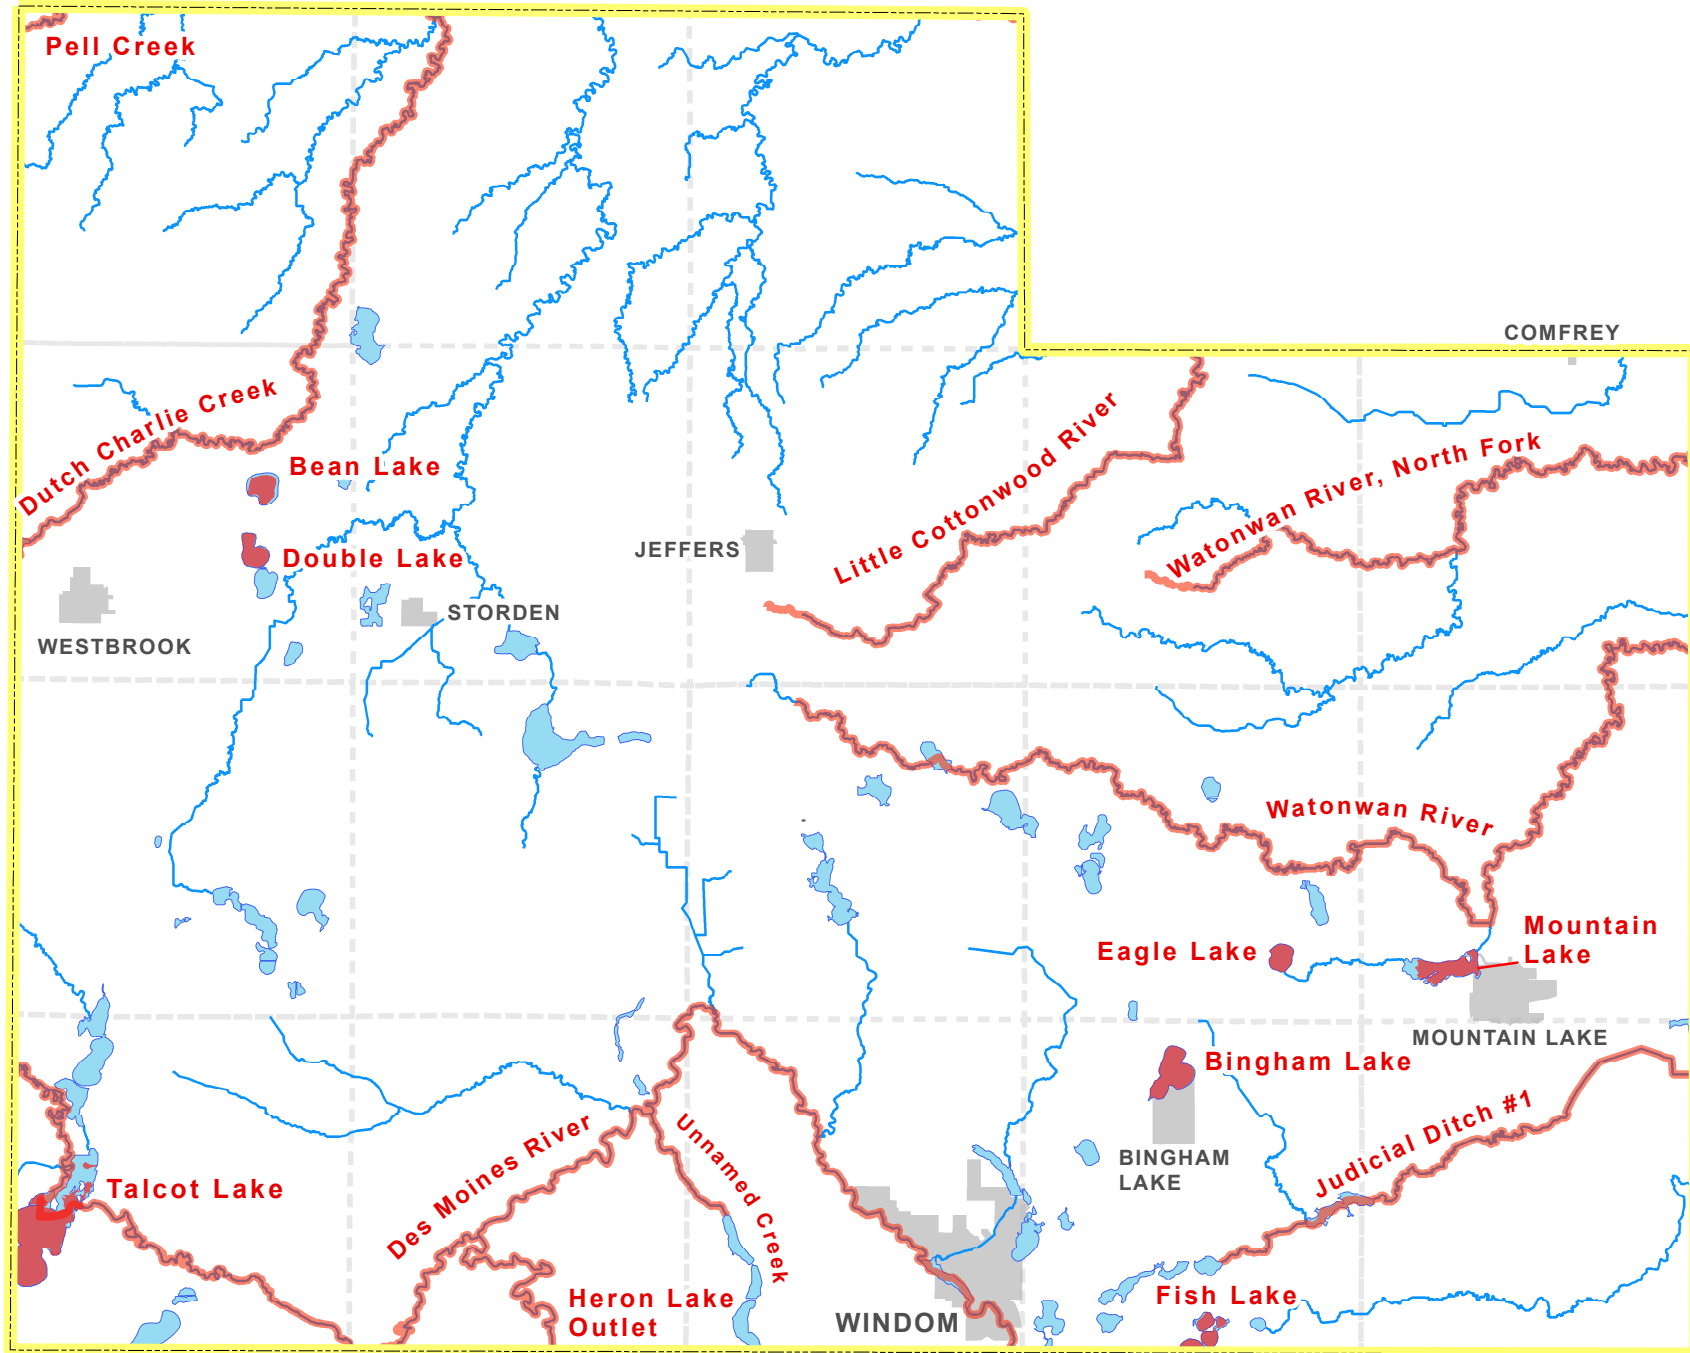 Pell Creek
COMFREY
Dutch Charlie Creek
Bean Lake
Little Cottonwood River
Watonwan River, North Fork
Double Lake
JEFFERS
STORDEN
WESTBROOK
Watonwan River
Eagle Lake
Mountain
Lake
MOUNTAIN LAKE
Bingham Lake
Judicial Ditch #1
BINGHAM
LAKE
Talcot Lake
Des Moines River
Unnamed Creek
Heron Lake
Outlet
WINDOM
Fish Lake